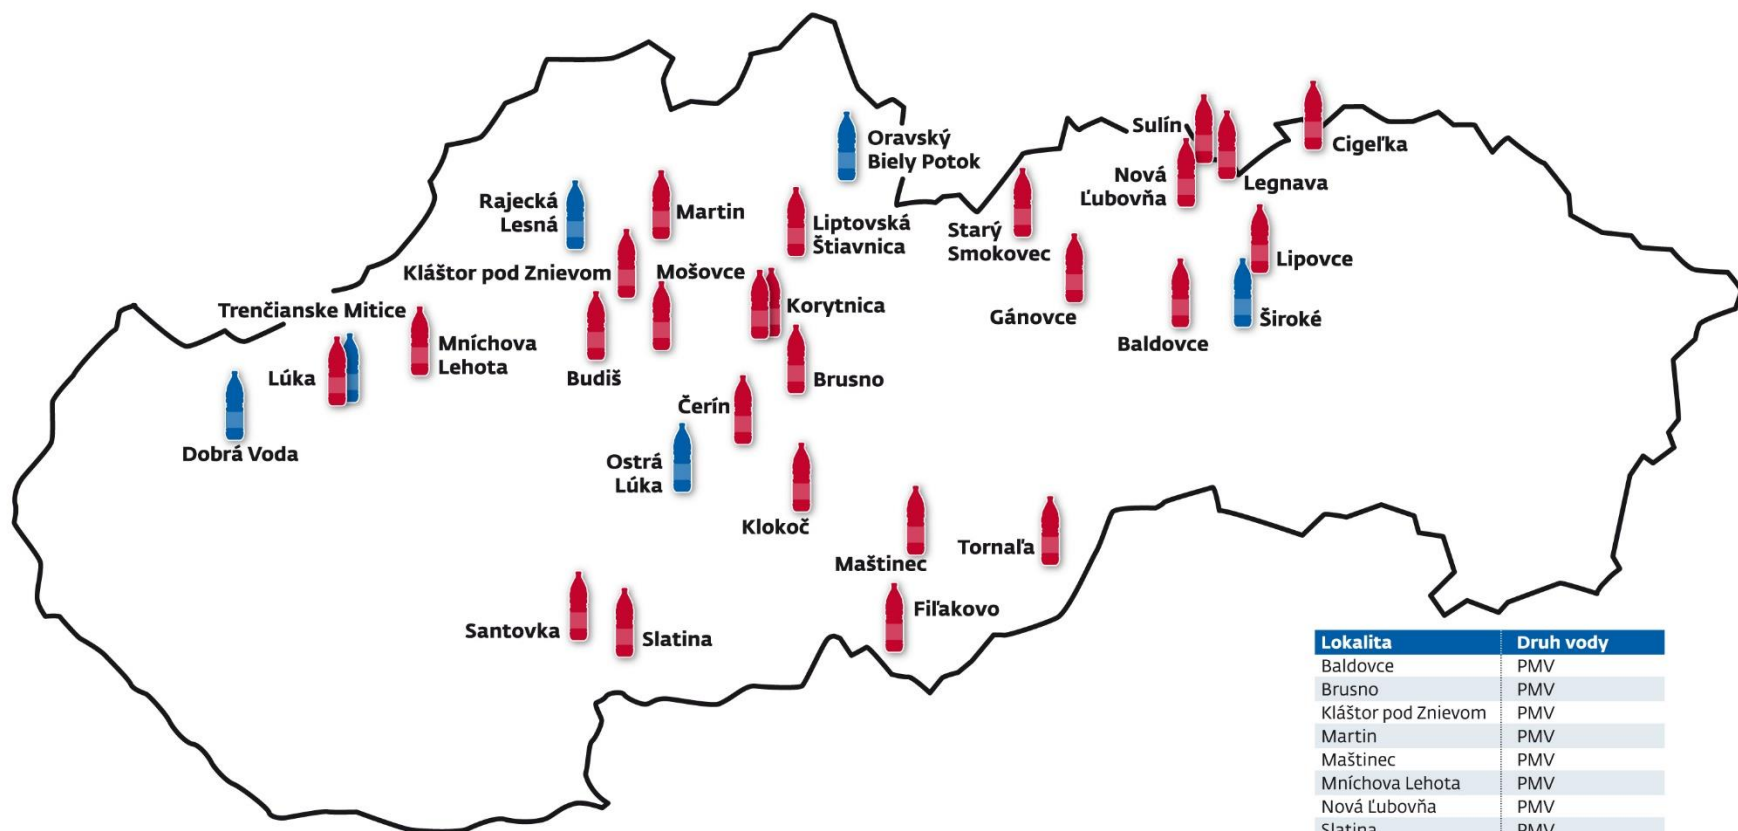 Oravský
Biely Potok
Sulín
Cigeľka
Nová
Ľubovňa
Legnava
Rajecká
Lesná
Martin
Liptovská
Štiavnica
Starý
Smokovec
Lipovce
Kláštor pod Znievom
Mošovce
Korytnica
Gánovce
Široké
Baldovce
Trenčianske Mitice
Mníchova
Lehota
Lúka
Budiš
Brusno
Čerín
Dobrá Voda
Ostrá
Lúka
Klokoč
Maštinec
Tornaľa
Fiľakovo
Santovka
Slatina
Lokalita Druh vody
Baldovce PMV
Brusno PMV
Kláštor pod Znievom PMV
Martin PMV
Maštinec PMV
Mníchova Lehota PMV
Nová Ľubovňa PMV
Slatina PMV